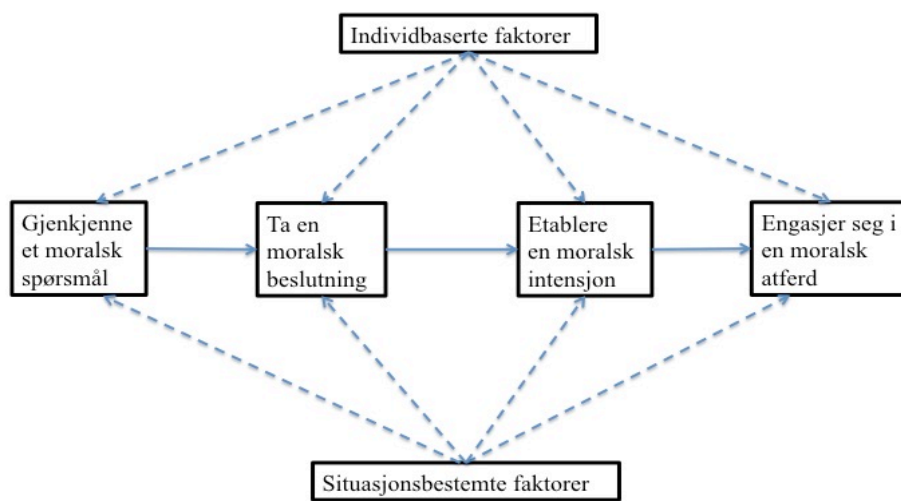 Individbaserte faktorer
Gjenkjenne
et moralsk
spørsmål
Ta en
moralsk
beslutning
Etablere
en moralsk
intensjon
Engasjer seg i
en moralsk
atferd
Situasjonsbestemte faktorer